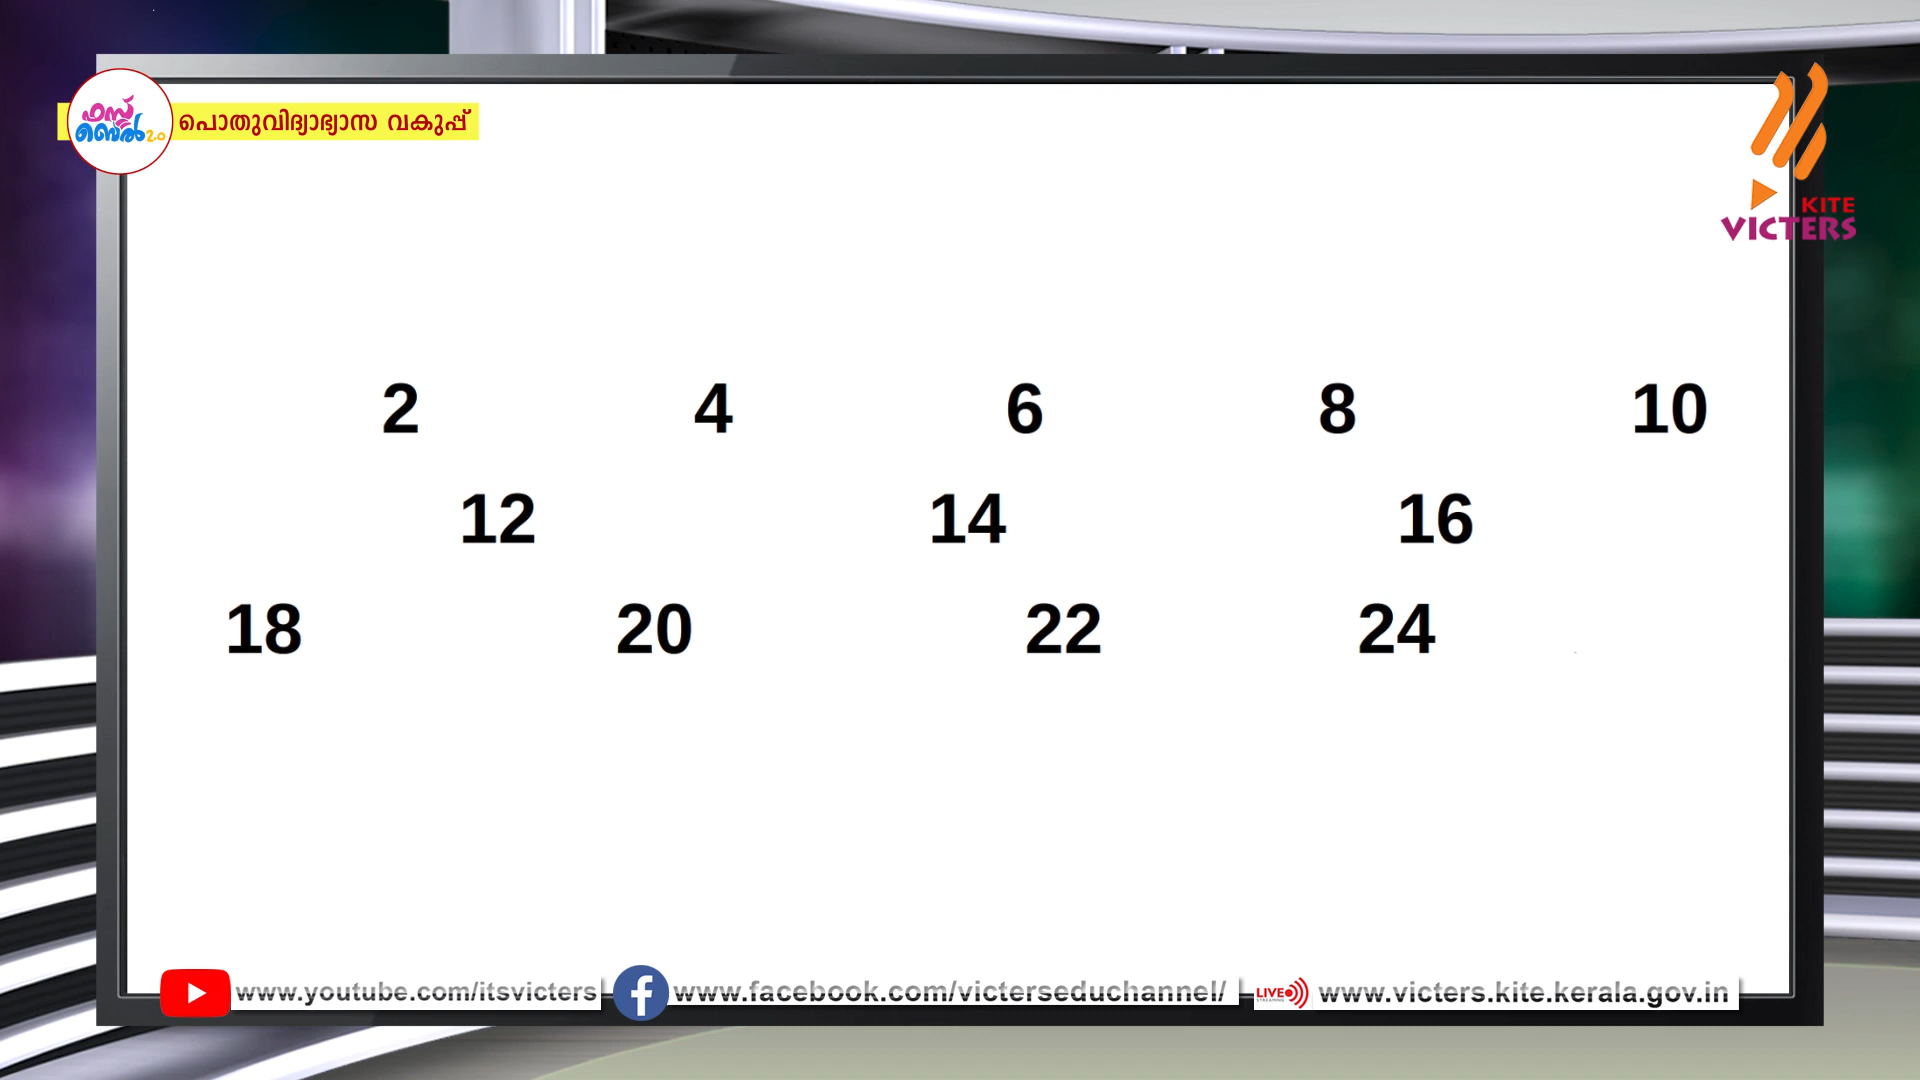 ഫസ്റ്റ്
ബെൽ 2.0
പൊതുവിദ്യാഭ്യാസ വകുപ്പ്
KITE
VICTERS
2 4 6 8 10
12 14 16
18 20 22 24
www.youtube.com/itsvicters
www.facebook.com/victerseduchannel/
LIVE
STREAMING
www.victers.kite.kerala.gov.in